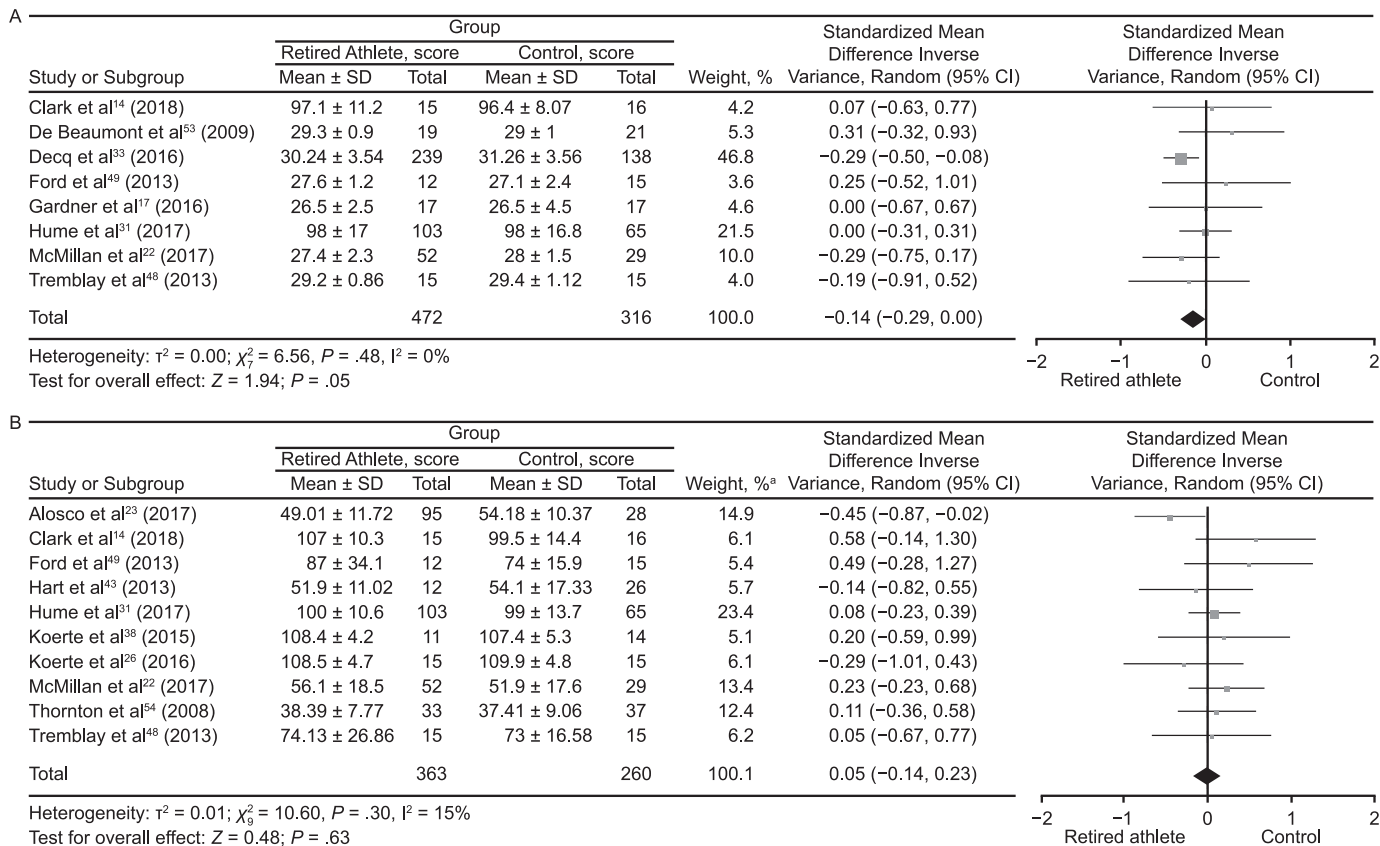 A
Group
Retired Athlete, score Control, score
Standardized Mean Difference Inverse Variance, Random (95% CI)
Standardized Mean Difference Inverse Variance, Random (95% CI)
Study or Subgroup Mean ± SD Total Mean ± SD Total Weight, %
Clark et al¹⁴ (2018) 97.1 ± 11.2 15 96.4 ± 8.07 16 4.2 0.07 (−0.63, 0.77)
De Beaumont et al⁵³ (2009) 29.3 ± 0.9 19 29 ± 1 21 5.3 0.31 (−0.32, 0.93)
Decq et al³³ (2016) 30.24 ± 3.54 239 31.26 ± 3.56 138 46.8 −0.29 (−0.50, −0.08)
Ford et al⁴⁹ (2013) 27.6 ± 1.2 12 27.1 ± 2.4 15 3.6 0.25 (−0.52, 1.01)
Gardner et al¹⁷ (2016) 26.5 ± 2.5 17 26.5 ± 4.5 17 4.6 0.00 (−0.67, 0.67)
Hume et al³¹ (2017) 98 ± 17 103 98 ± 16.8 65 21.5 0.00 (−0.31, 0.31)
McMillan et al²² (2017) 27.4 ± 2.3 52 28 ± 1.5 29 10.0 −0.29 (−0.75, 0.17)
Tremblay et al⁴⁸ (2013) 29.2 ± 0.86 15 29.4 ± 1.12 15 4.0 −0.19 (−0.91, 0.52)
Total 472 316 100.0 −0.14 (−0.29, 0.00)
Heterogeneity: τ² = 0.00; χ²₇ = 6.56, P = .48, I² = 0%
Test for overall effect: Z = 1.94; P = .05
−2 −1 0 1 2
Retired athlete Control
B
Group
Retired Athlete, score Control, score
Standardized Mean Difference Inverse Variance, Random (95% CI)
Standardized Mean Difference Inverse Variance, Random (95% CI)
Study or Subgroup Mean ± SD Total Mean ± SD Total Weight, %ᵃ
Alosco et al²³ (2017) 49.01 ± 11.72 95 54.18 ± 10.37 28 14.9 −0.45 (−0.87, −0.02)
Clark et al¹⁴ (2018) 107 ± 10.3 15 99.5 ± 14.4 16 6.1 0.58 (−0.14, 1.30)
Ford et al⁴⁹ (2013) 87 ± 34.1 12 74 ± 15.9 15 5.4 0.49 (−0.28, 1.27)
Hart et al⁴³ (2013) 51.9 ± 11.02 12 54.1 ± 17.33 26 5.7 −0.14 (−0.82, 0.55)
Hume et al³¹ (2017) 100 ± 10.6 103 99 ± 13.7 65 23.4 0.08 (−0.23, 0.39)
Koerte et al³⁸ (2015) 108.4 ± 4.2 11 107.4 ± 5.3 14 5.1 0.20 (−0.59, 0.99)
Koerte et al²⁶ (2016) 108.5 ± 4.7 15 109.9 ± 4.8 15 6.1 −0.29 (−1.01, 0.43)
McMillan et al²² (2017) 56.1 ± 18.5 52 51.9 ± 17.6 29 13.4 0.23 (−0.23, 0.68)
Thornton et al⁵⁴ (2008) 38.39 ± 7.77 33 37.41 ± 9.06 37 12.4 0.11 (−0.36, 0.58)
Tremblay et al⁴⁸ (2013) 74.13 ± 26.86 15 73 ± 16.58 15 6.2 0.05 (−0.67, 0.77)
Total 363 260 100.1 0.05 (−0.14, 0.23)
Heterogeneity: τ² = 0.01; χ²₉ = 10.60, P = .30, I² = 15%
Test for overall effect: Z = 0.48; P = .63
−2 −1 0 1 2
Retired athlete Control